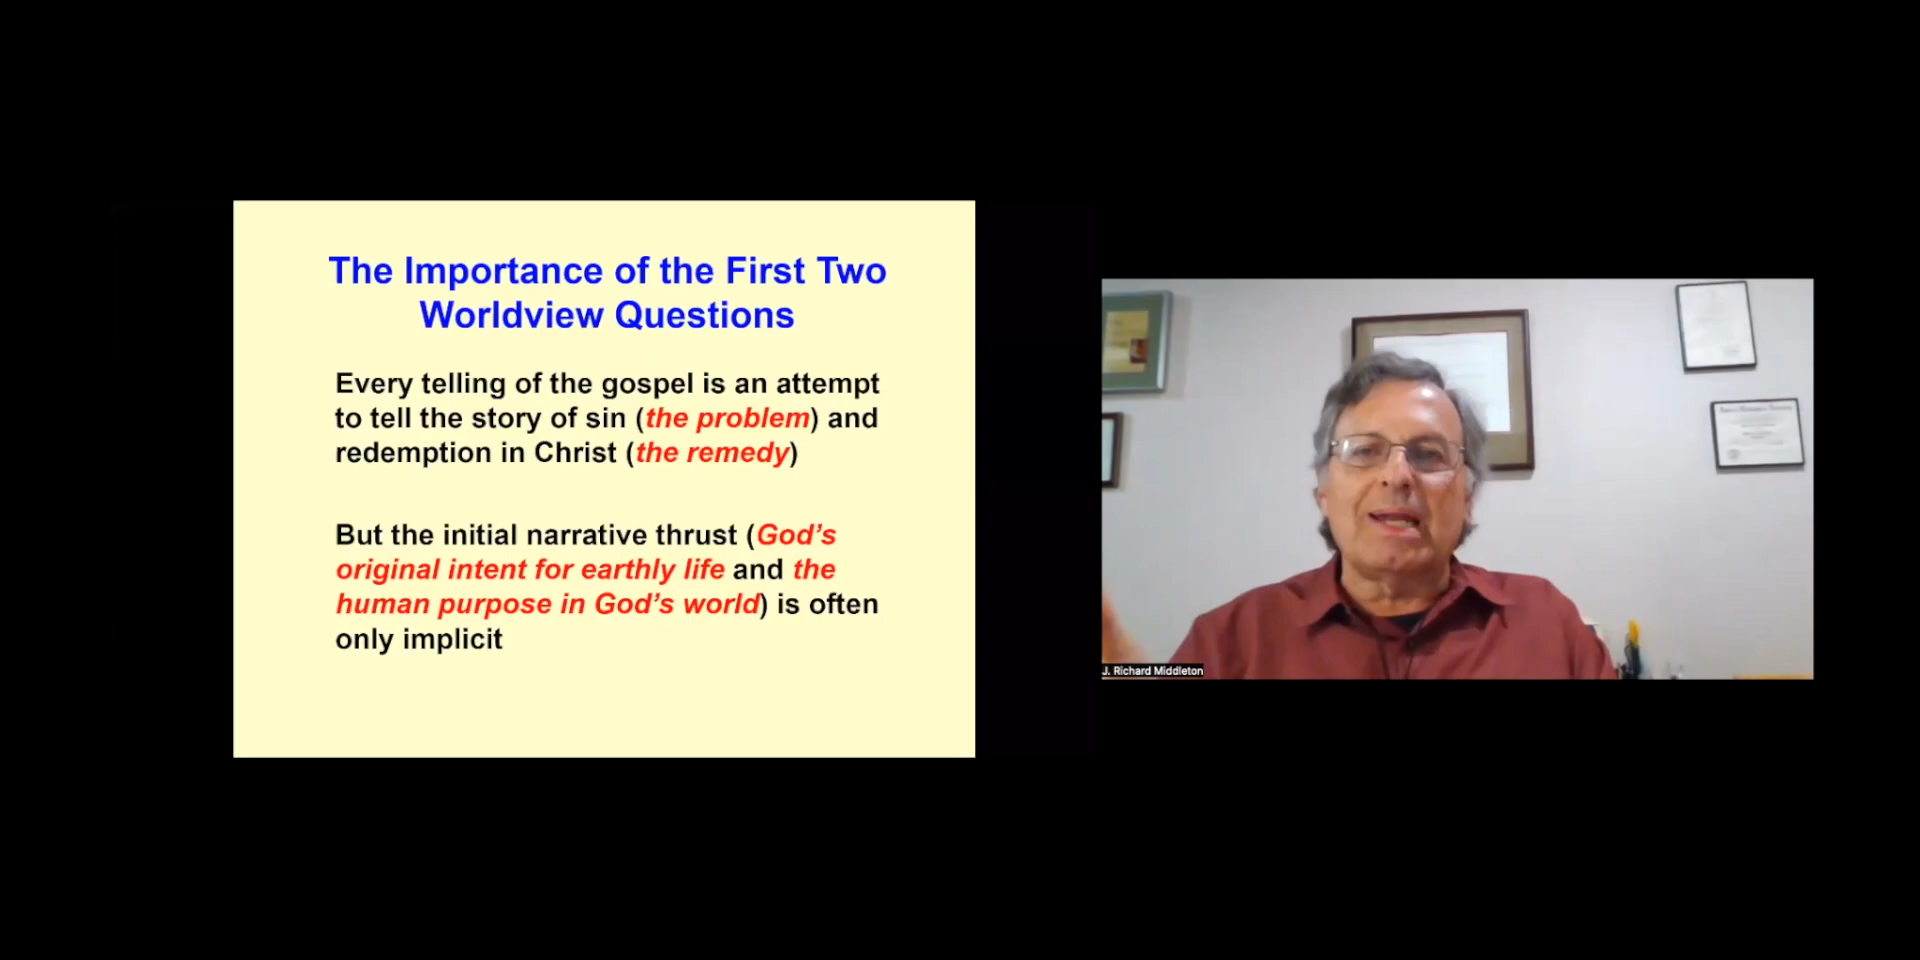 The Importance of the First Two
Worldview Questions
Every telling of the gospel is an attempt
to tell the story of sin (the problem) and
redemption in Christ (the remedy)
But the initial narrative thrust (God’s
original intent for earthly life and the
human purpose in God’s world) is often
only implicit
J. Richard Middleton